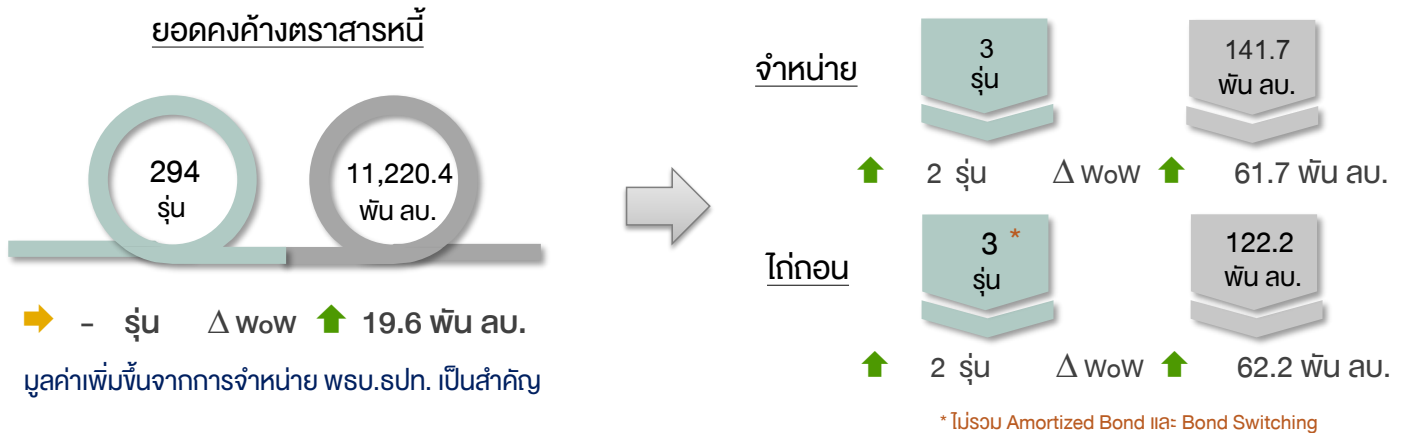 ยอดคงค้างตราสารหนี้
294
รุ่น
11,220.4
พัน ลบ.
- รุ่น Δ WoW 19.6 พัน ลบ.
มูลค่าเพิ่มขึ้นจากการจำหน่าย พธบ.ธปท. เป็นสำคัญ
จำหน่าย
3
รุ่น
141.7
พัน ลบ.
2 รุ่น Δ WoW 61.7 พัน ลบ.
ไถ่ถอน
3 *
รุ่น
122.2
พัน ลบ.
2 รุ่น Δ WoW 62.2 พัน ลบ.
* ไม่รวม Amortized Bond และ Bond Switching